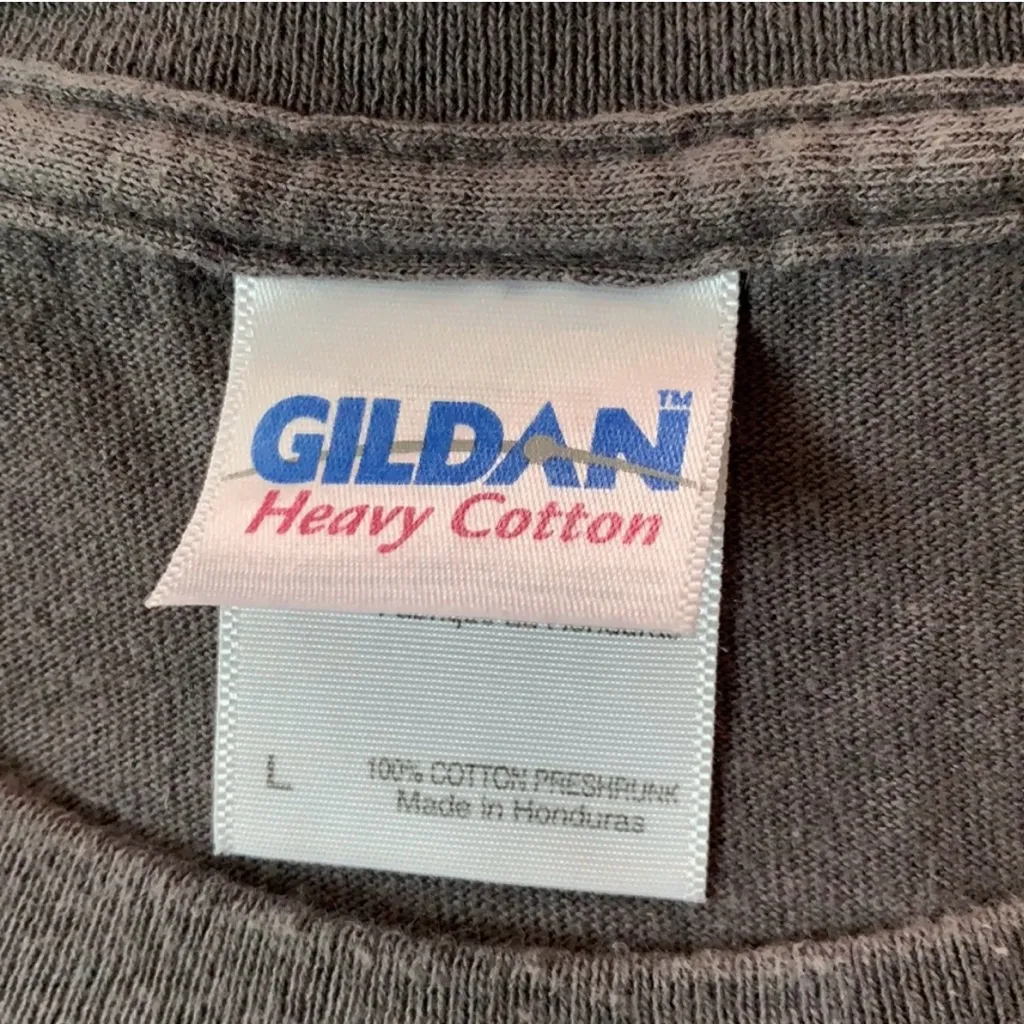 GILDAN™
Heavy Cotton
L
100% COTTON PRESHRUNK
Made in Honduras